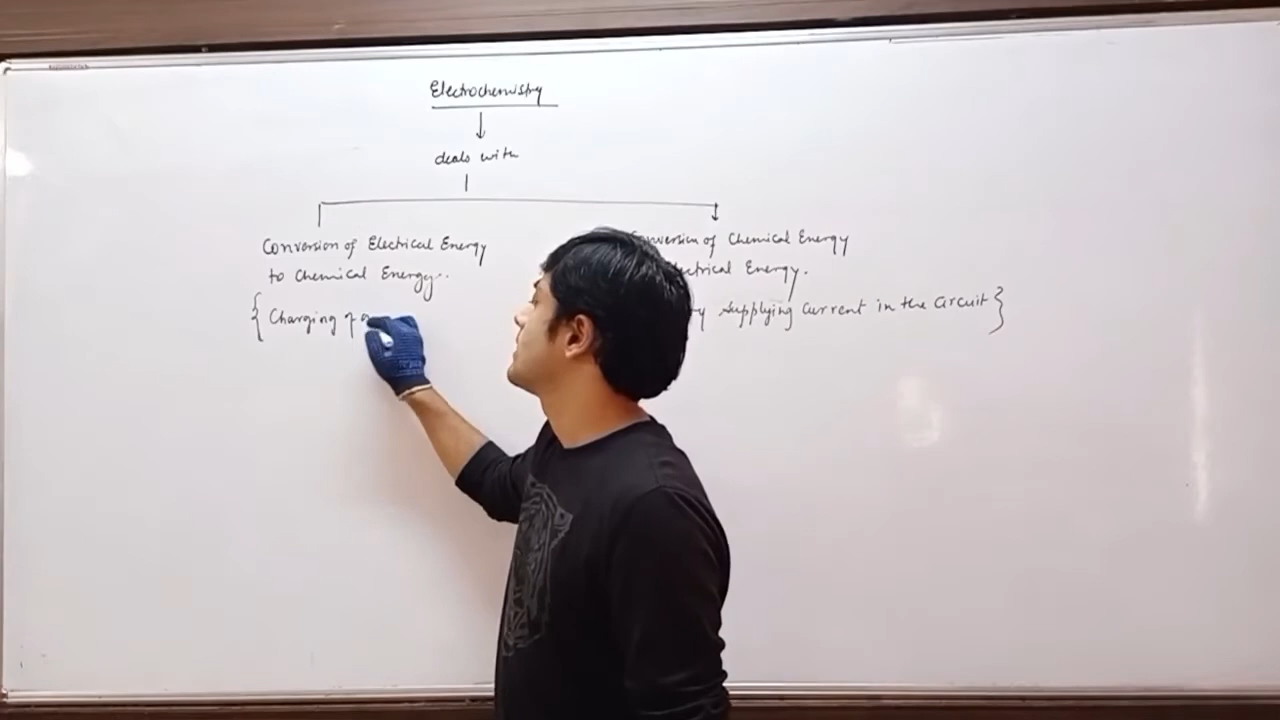 Electrochemistry
deals with
Conversion of Electrical Energy
to Chemical Energy..
{ Charging of a
Conversion of Chemical Energy
Electrical Energy.
supplying current in the circuit }